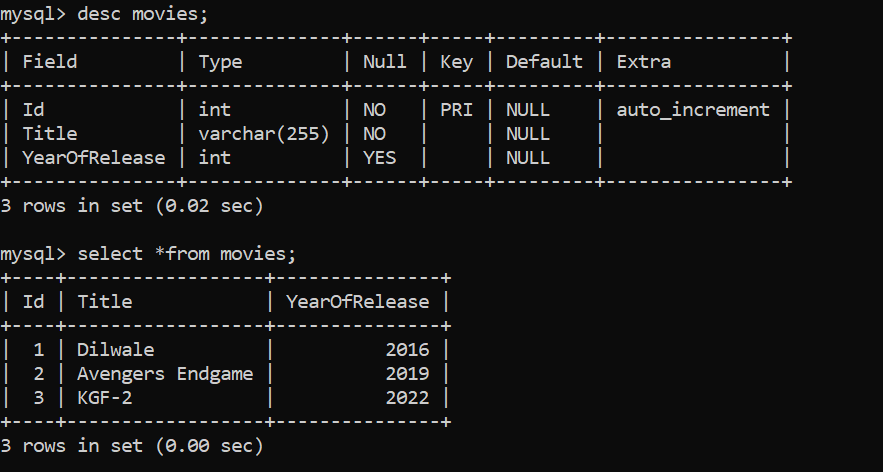 mysql> desc movies;
+---------------+--------------+------+-----+---------+----------------+
| Field         | Type         | Null | Key | Default | Extra          |
+---------------+--------------+------+-----+---------+----------------+
| Id            | int          | NO   | PRI | NULL    | auto_increment |
| Title         | varchar(255) | NO   |     | NULL    |                |
| YearOfRelease | int          | YES  |     | NULL    |                |
+---------------+--------------+------+-----+---------+----------------+
3 rows in set (0.02 sec)
mysql> select *from movies;
+----+------------------+---------------+
| Id | Title            | YearOfRelease |
+----+------------------+---------------+
|  1 | Dilwale          |          2016 |
|  2 | Avengers Endgame |          2019 |
|  3 | KGF-2            |          2022 |
+----+------------------+---------------+
3 rows in set (0.00 sec)